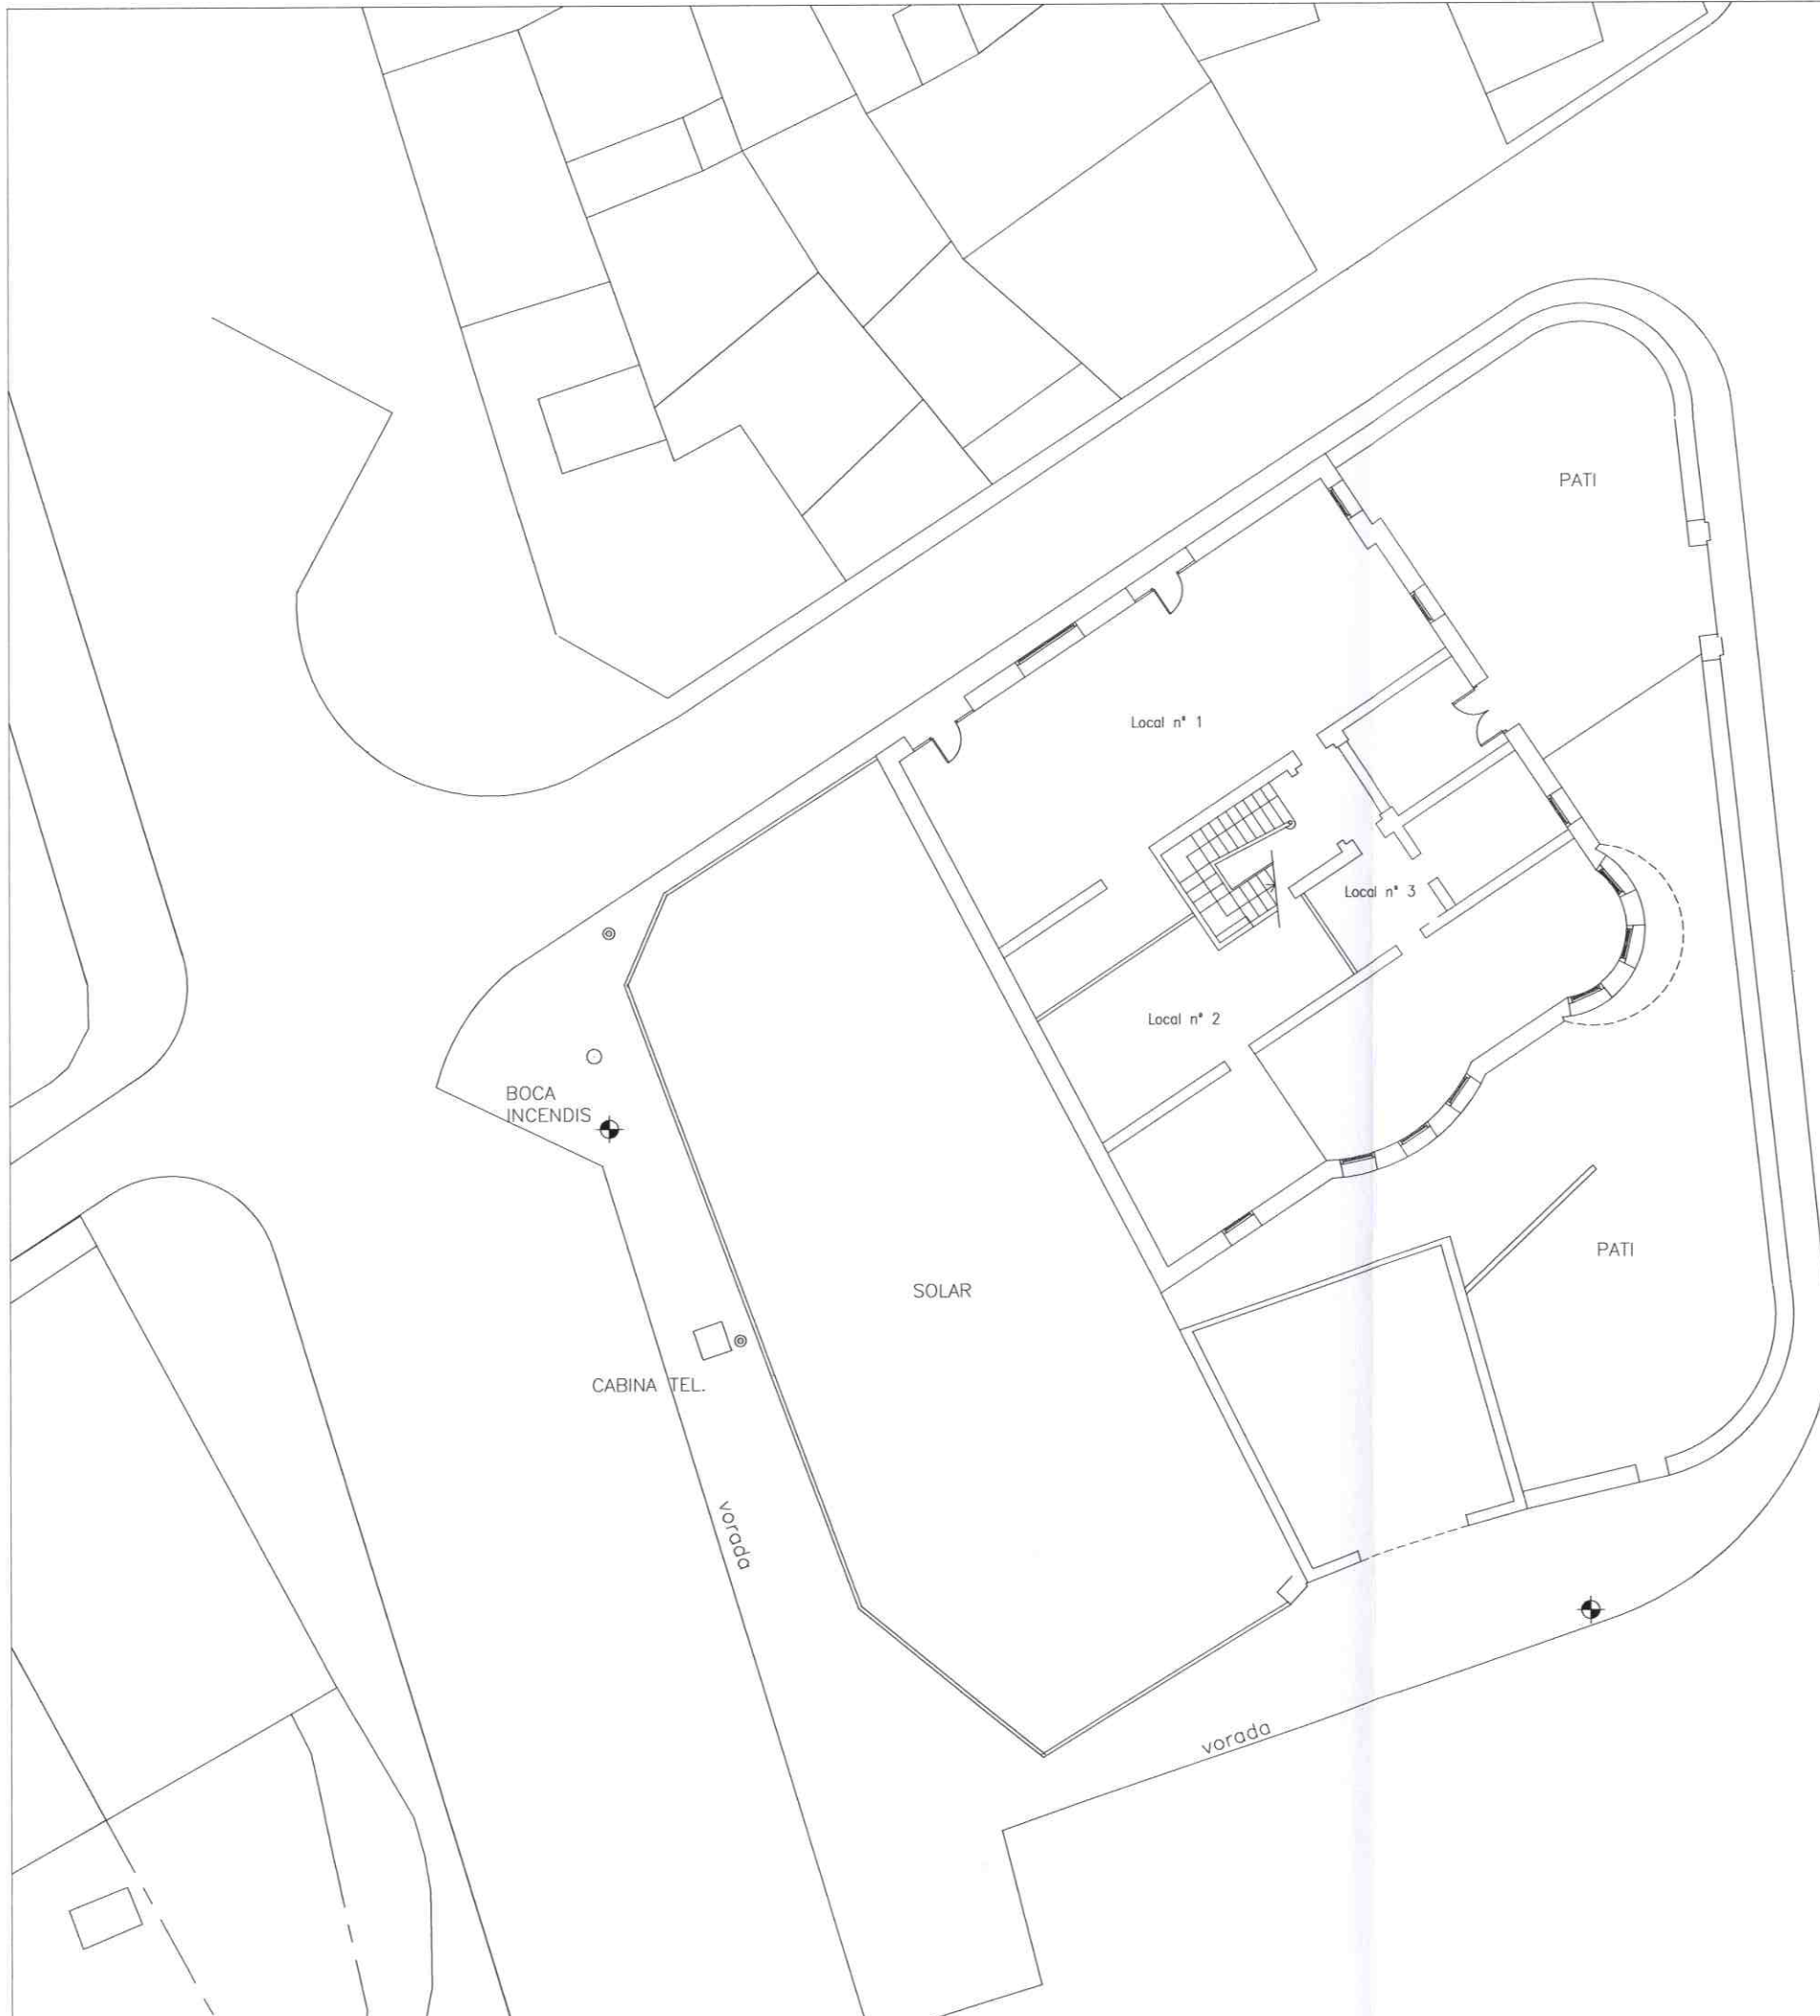 PATI
Local nº 1
Local nº 3
Local nº 2
BOCA
INCENDIS
PATI
SOLAR
CABINA TEL.
vorada
vorada